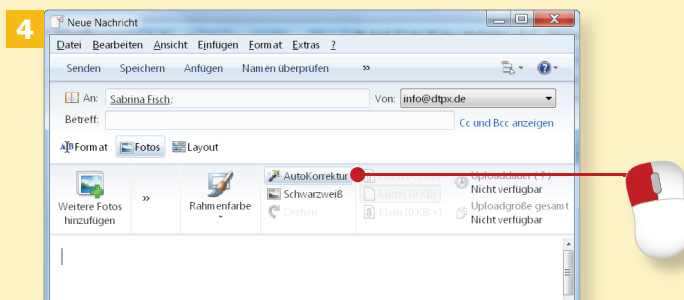 4
Neue Nachricht
Datei Bearbeiten Ansicht Einfügen Format Extras ?
Senden Speichern Anfügen Namen überprüfen »
An: Sabrina Fisch; Von: info@dtpx.de
Betreff: Cc und Bcc anzeigen
Format Fotos Layout
Weitere Fotos hinzufügen » Rahmenfarbe
AutoKorrektur
Schwarzweiß
Drehen
Mittel (0 KB)
Klein (0 KB +)
Uploaddauer (?)
Nicht verfügbar
Uploadgröße gesamt
Nicht verfügbar